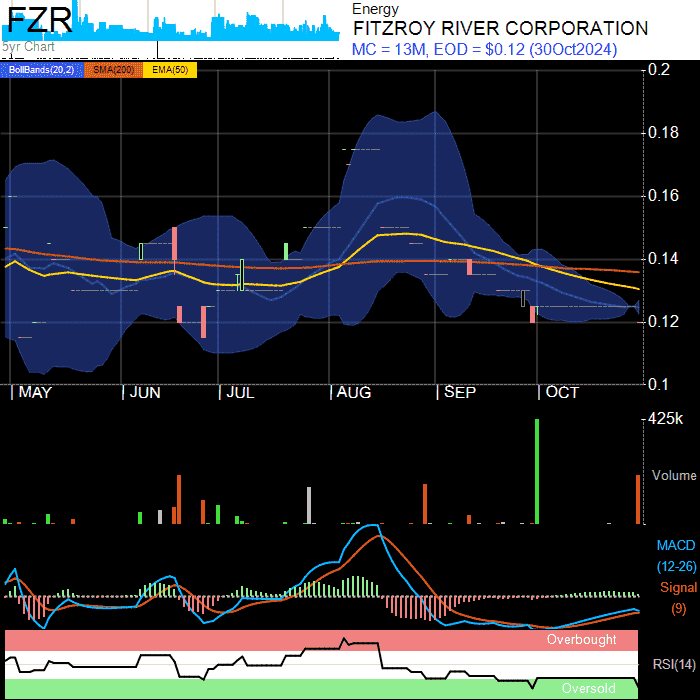 FZR
5yr Chart
Energy
FITZROY RIVER CORPORATION
MC = 13M, EOD = $0.12 (30Oct2024)
BollBands(20,2) SMA(200) EMA(50)
0.2
0.18
0.16
0.14
0.12
0.1
MAY JUN JUL AUG SEP OCT
425k
Volume
MACD
(12-26)
Signal
(9)
Overbought
RSI(14)
Oversold